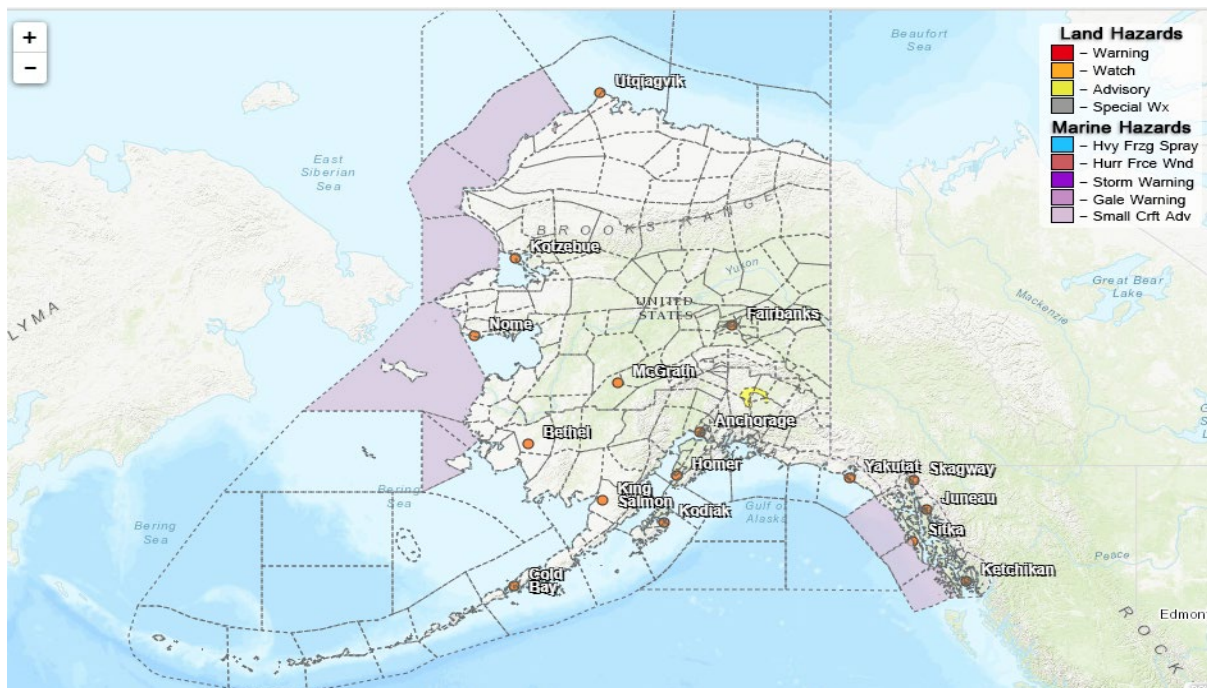 +
−
Beaufort
Sea
Land Hazards
– Warning
– Watch
– Advisory
– Special Wx
Marine Hazards
– Hvy Frzg Spray
– Hurr Frce Wnd
– Storm Warning
– Gale Warning
– Small Crft Adv
Utqiagvik
East
Siberian
Sea
BROOKS RANGE
Kotzebue
Yukon
Great Bear
Lake
Mackenzie
LYMA
UNITED
STATES
Nome
Fairbanks
McGrath
Anchorage
Bethel
Homer
Yakutat
Skagway
Bering
Sea
King
Salmon
Kodiak
Gulf of
Alaska
Juneau
Sitka
Bering
Sea
Peace
Ketchikan
Cold
Bay
Edmont
ROCK